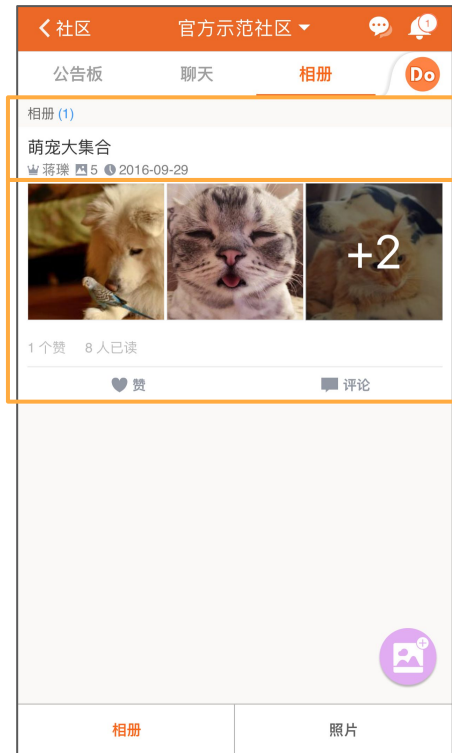 社区 官方示范社区 1
公告板 聊天 相册 Do
相册 (1)
萌宠大集合
蒋瓅 5 2016-09-29
+2
1 个赞 8 人已读
赞 评论
相册 照片